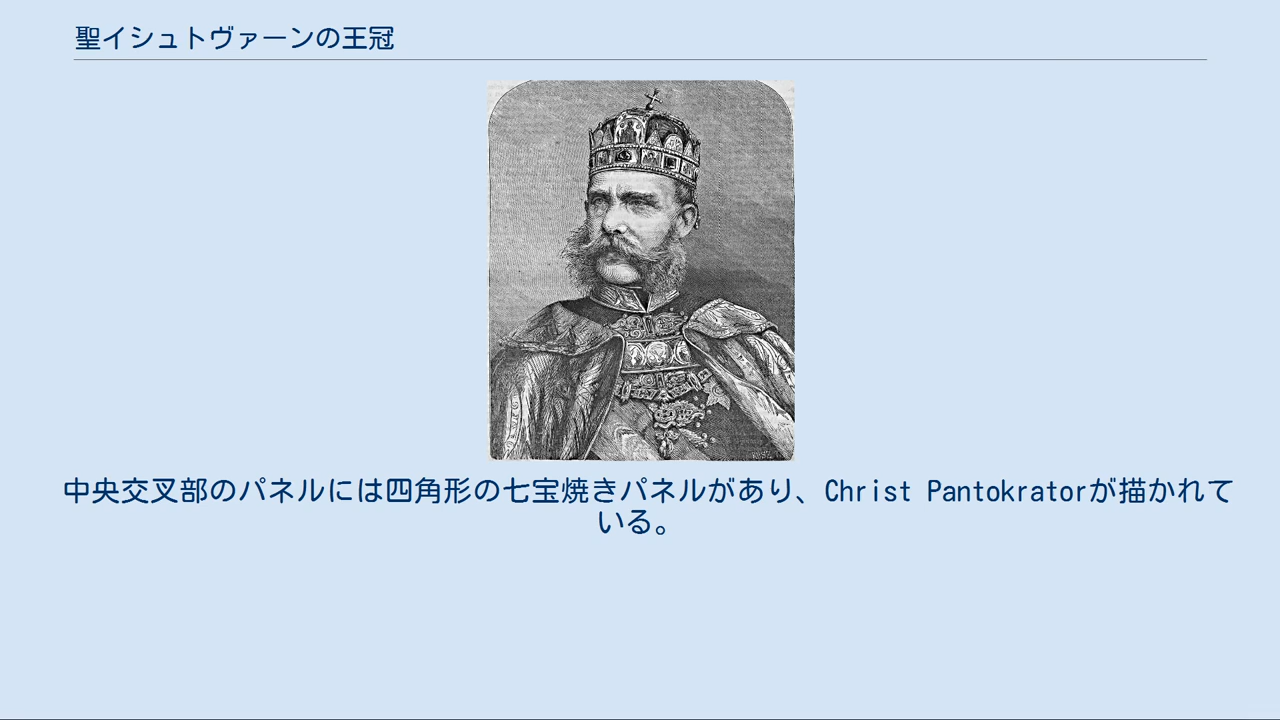 聖イシュトヴァーンの王冠
中央交叉部のパネルには四角形の七宝焼きパネルがあり、Christ Pantokratorが描かれて
いる。